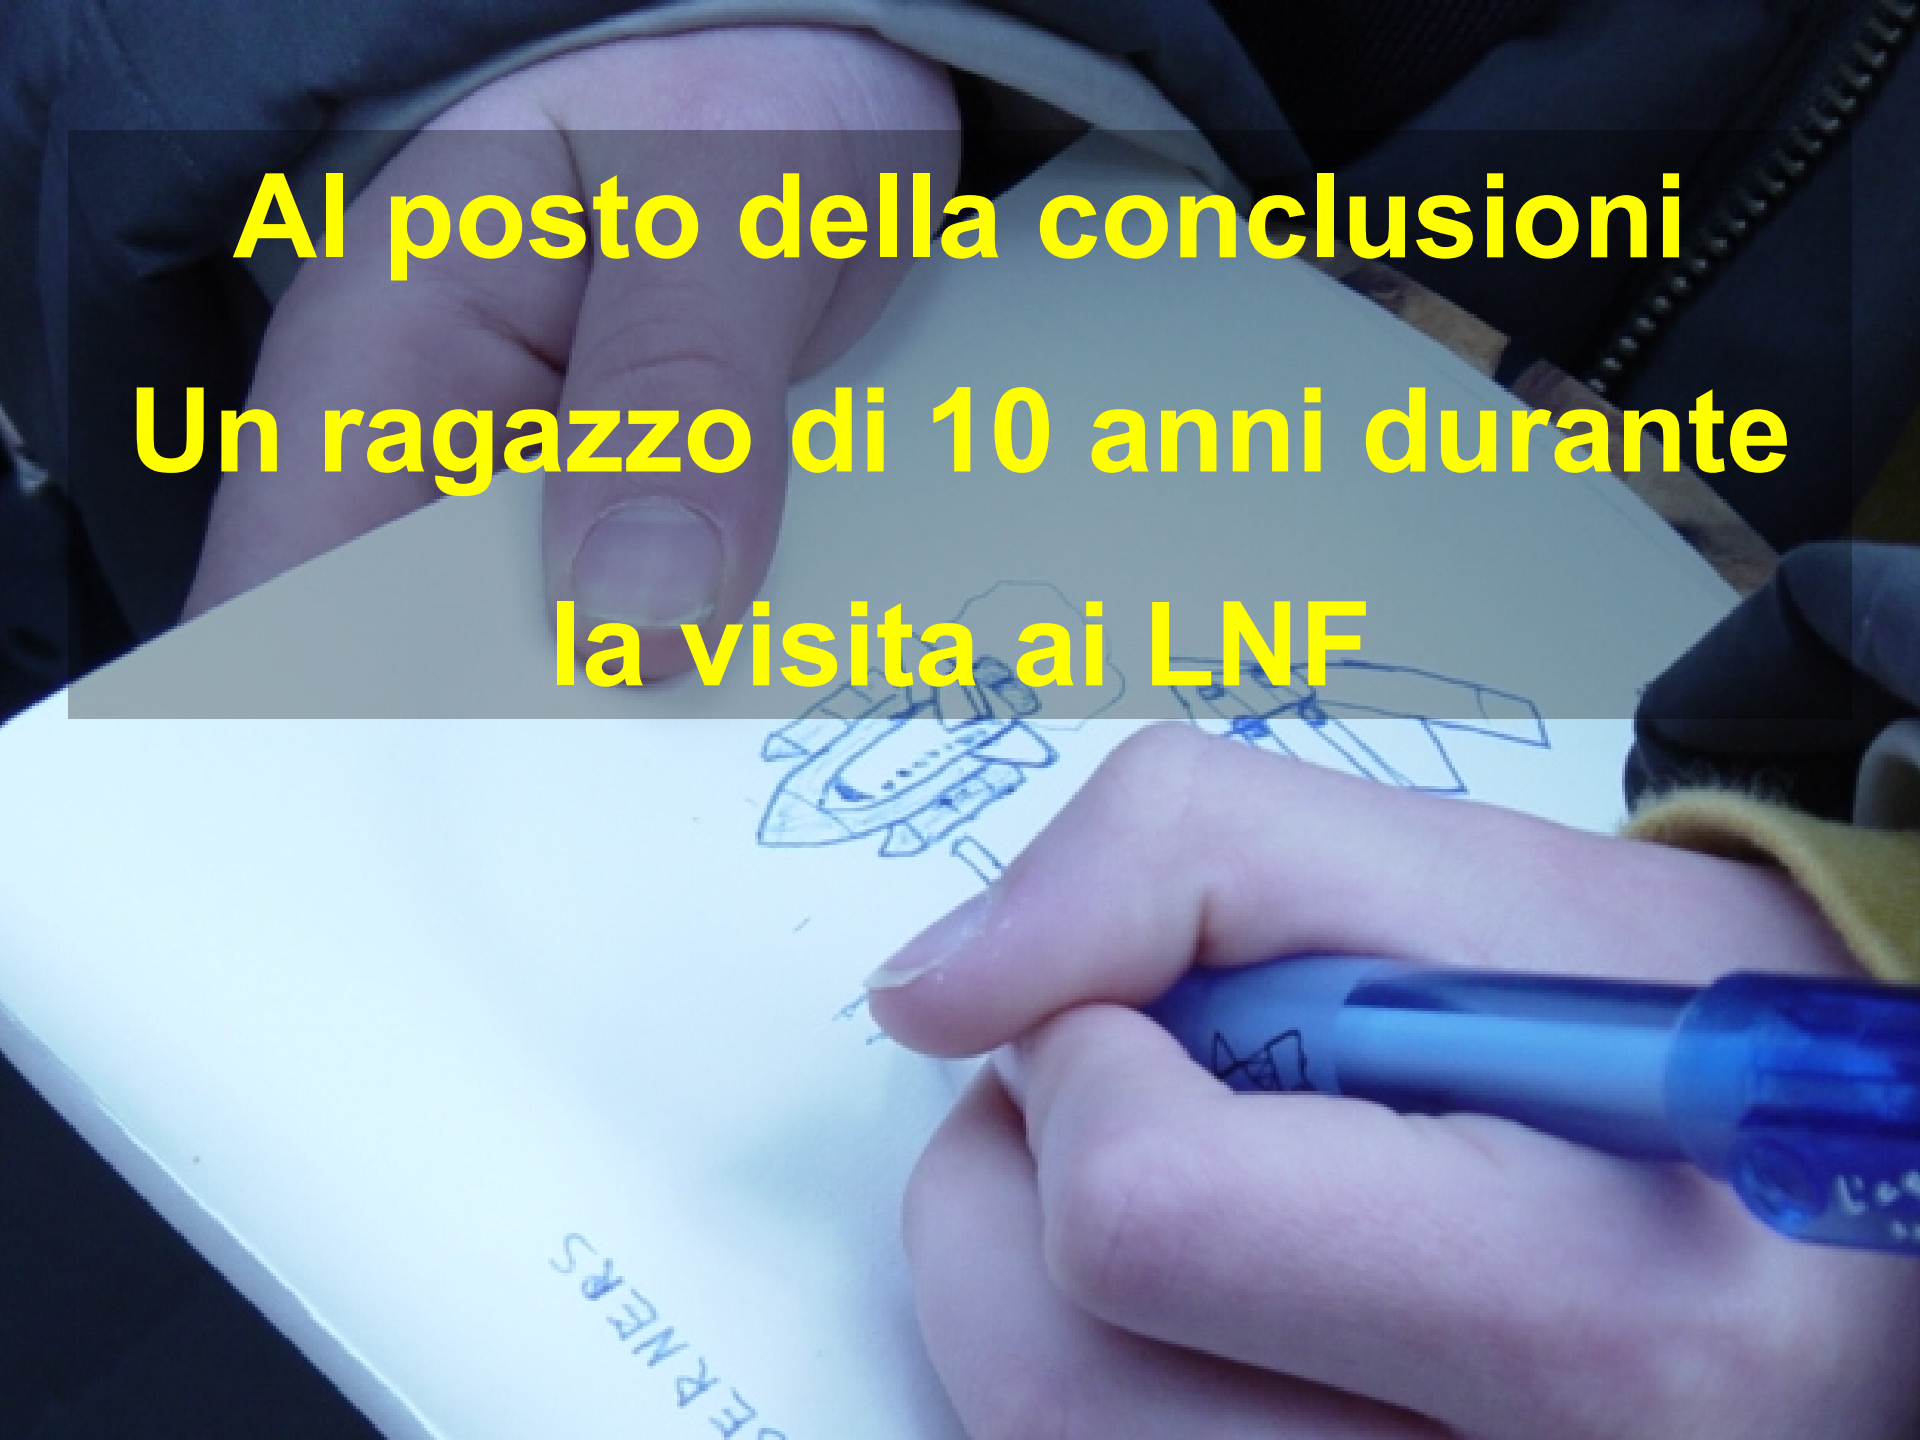 Al posto della conclusioni
Un ragazzo di 10 anni durante
la visita ai LNF